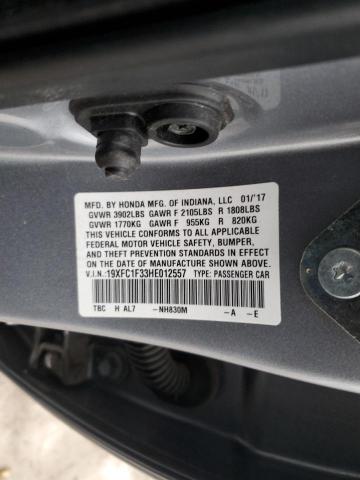 MFD. BY HONDA MFG. OF INDIANA, LLC 01/'17
GVWR 3902LBS GAWR F 2105LBS R 1808LBS
GVWR 1770KG GAWR F 955KG R 820KG
THIS VEHICLE CONFORMS TO ALL APPLICABLE
FEDERAL MOTOR VEHICLE SAFETY, BUMPER,
AND THEFT PREVENTION STANDARDS IN EFFECT
ON THE DATE OF MANUFACTURE SHOWN ABOVE.
V.I.N.: 19XFC1F33HE012557 TYPE: PASSENGER CAR
TBC H AL7 -NH830M -A -E